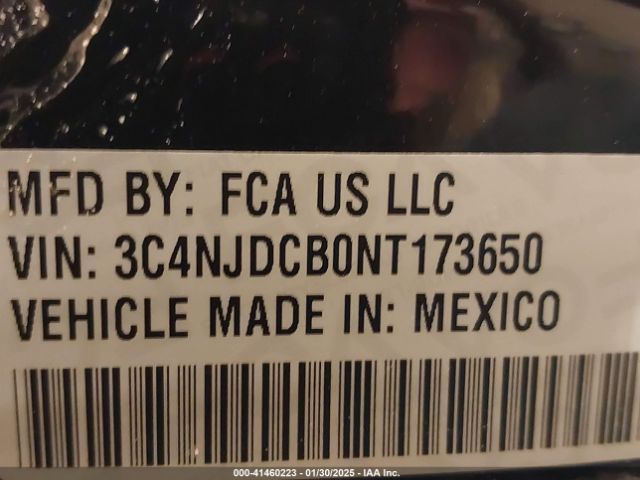 MFD BY: FCA US LLC
VIN: 3C4NJDCB0NT173650
VEHICLE MADE IN: MEXICO
000-41460223 - 01/30/2025 - IAA Inc.